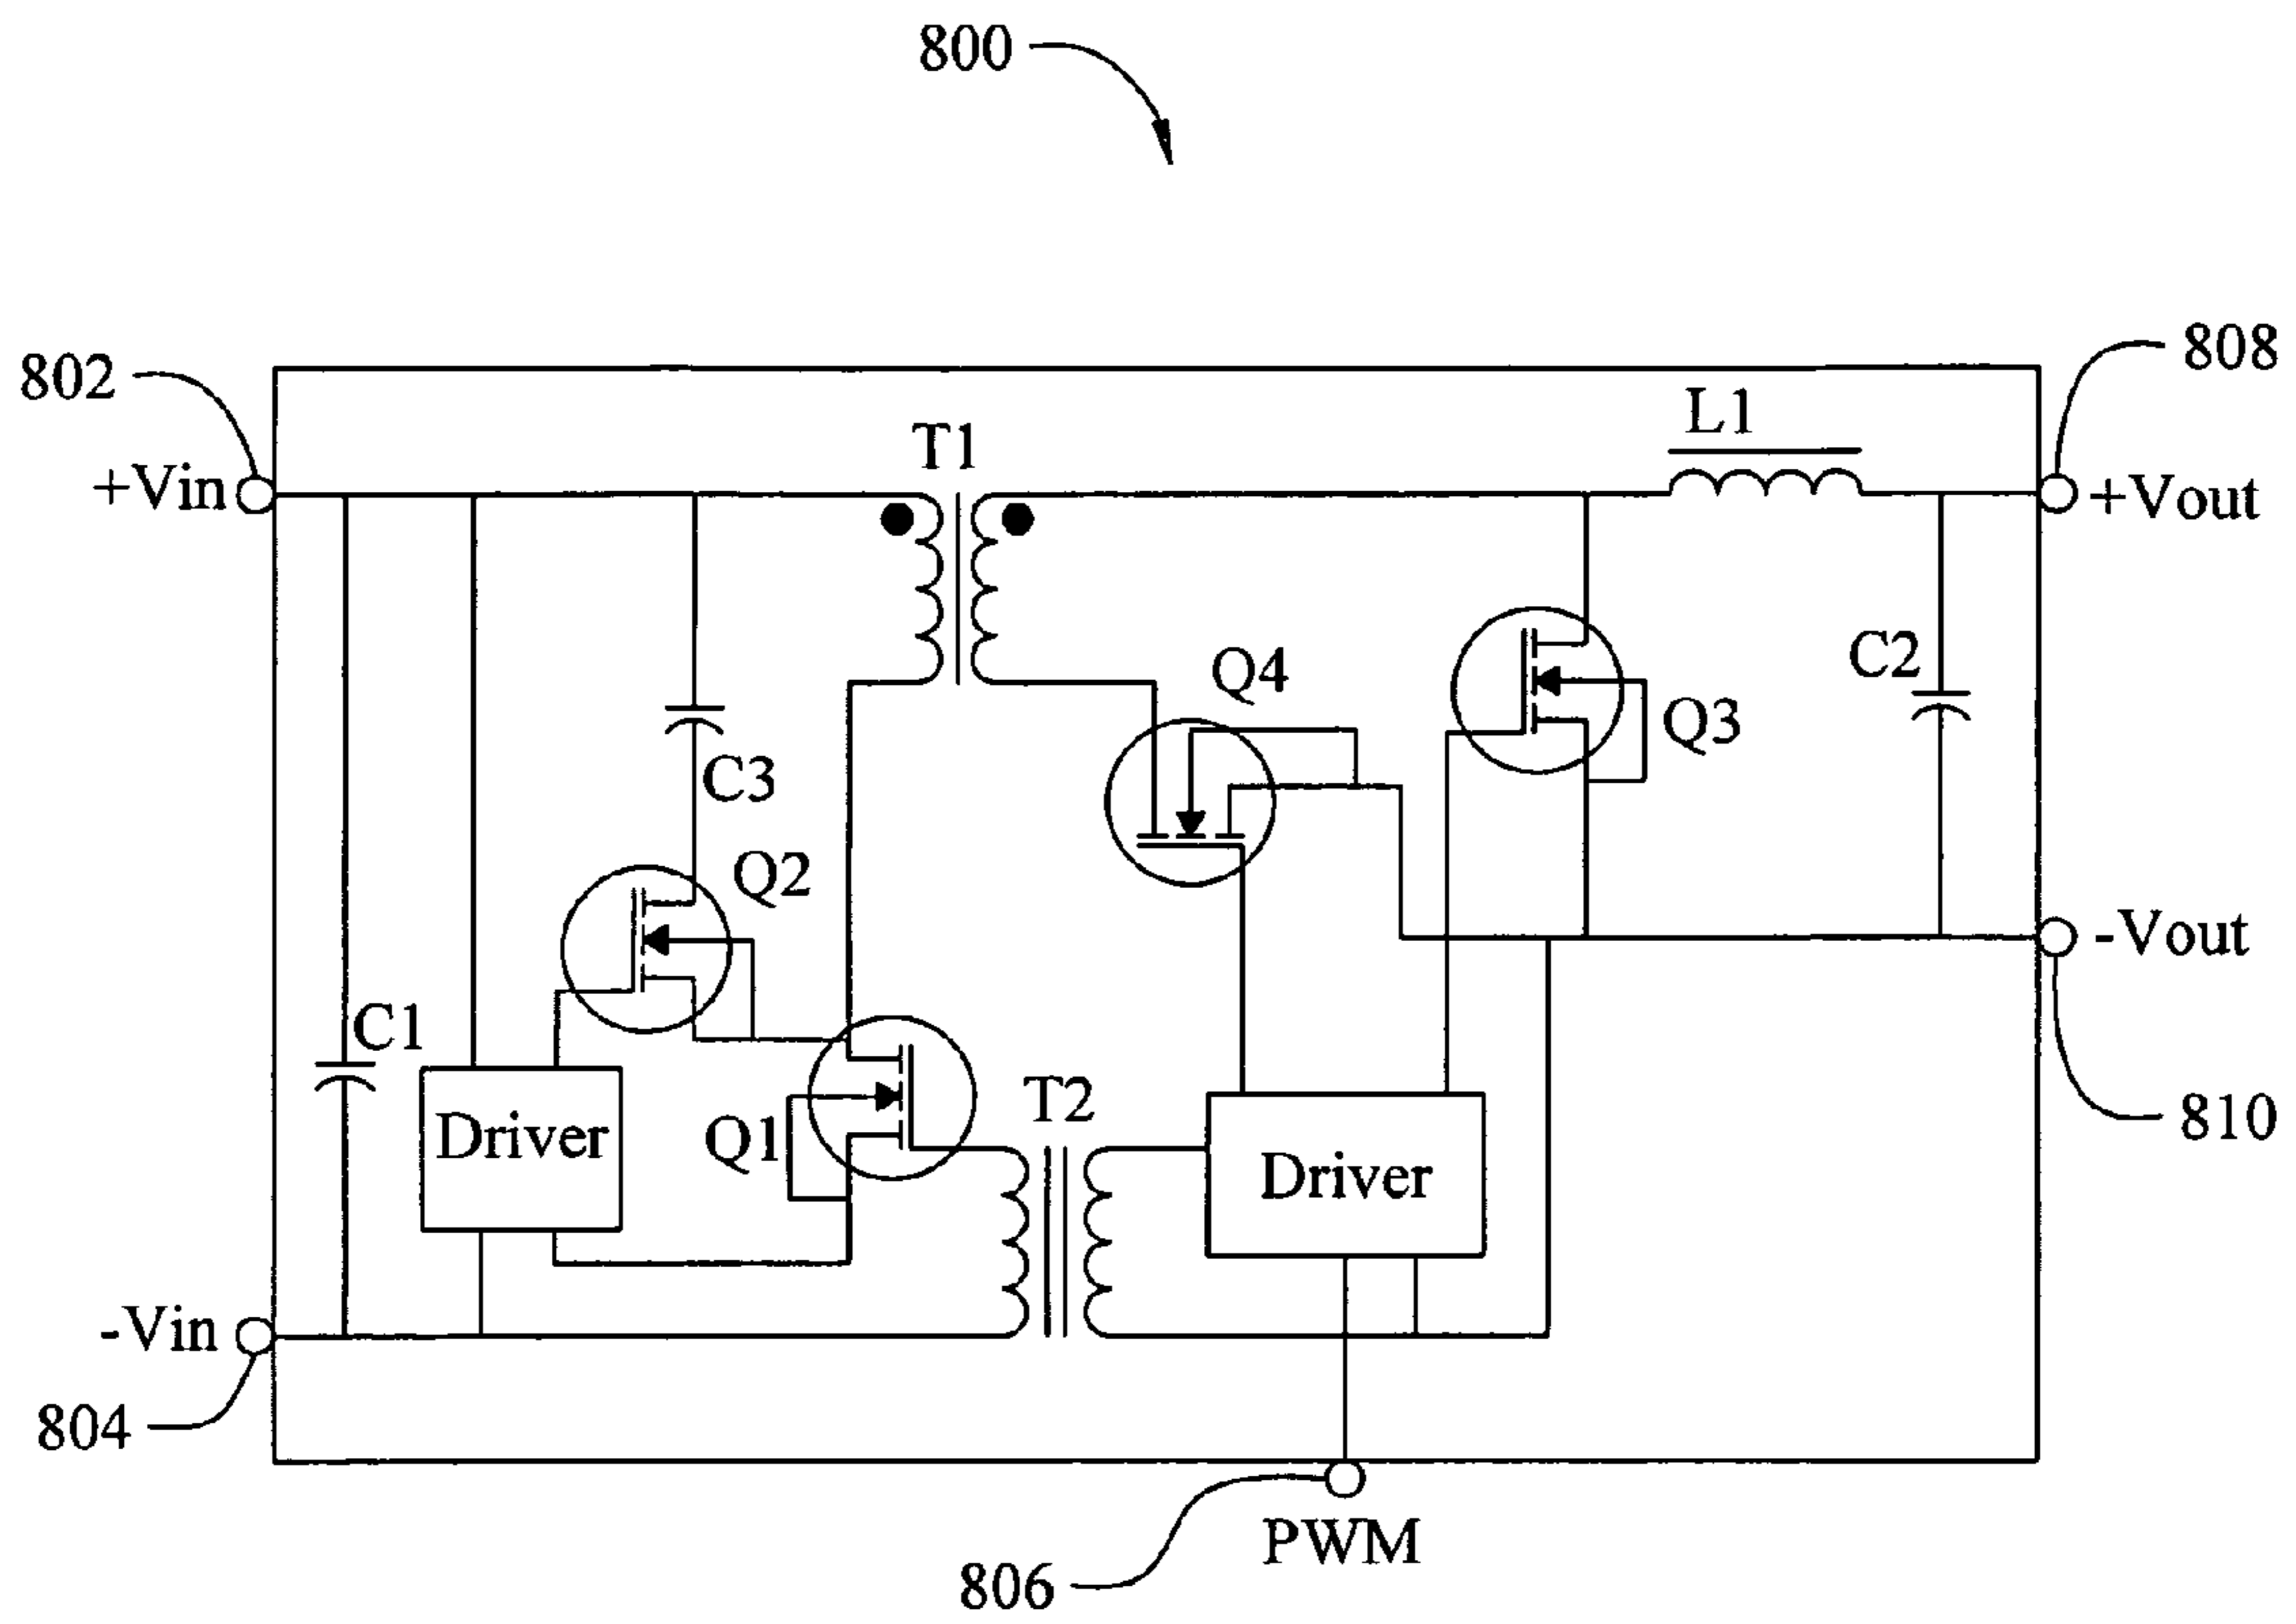 800
802
808
L1
T1
+Vin
+Vout
Q4
C2
Q3
C3
Q2
-Vout
C1
T2
Driver
Q1
810
Driver
-Vin
804
PWM
806